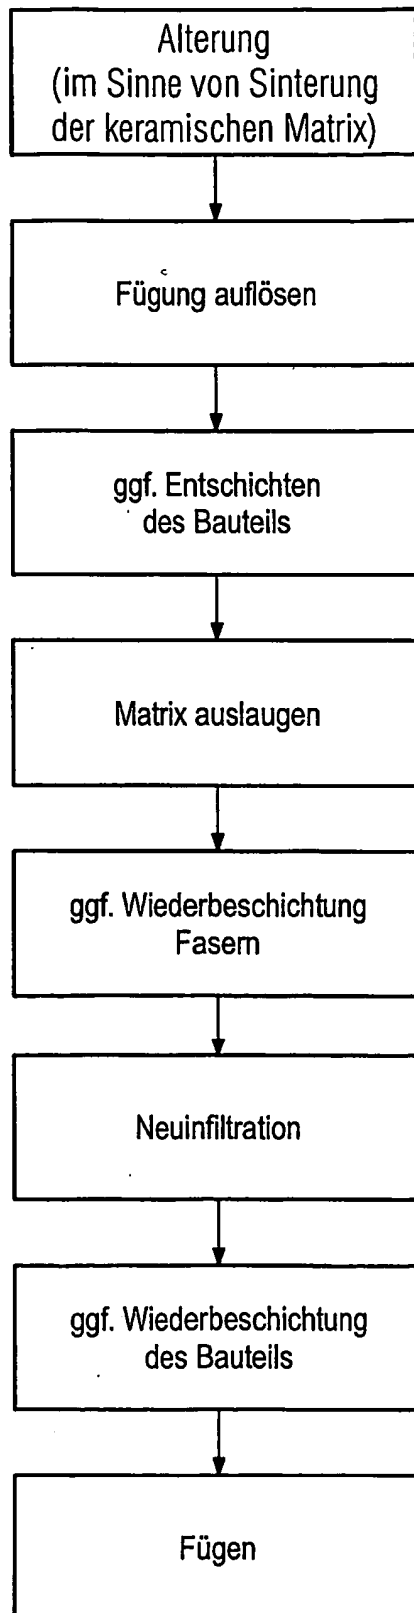 Alterung
(im Sinne von Sinterung
der keramischen Matrix)
Fügung auflösen
ggf. Entschichten
des Bauteils
Matrix auslaugen
ggf. Wiederbeschichtung
Fasern
Neuinfiltration
ggf. Wiederbeschichtung
des Bauteils
Fügen